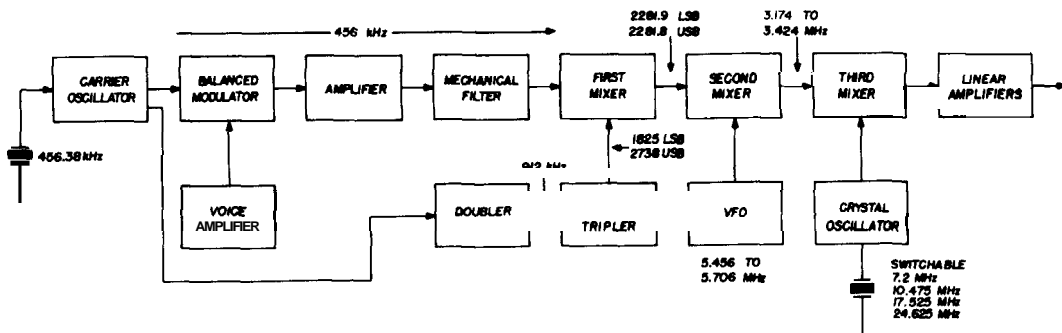 456 kHz
2281.9 LSB
2281.8 USB
3.174 TO
3.424 MHz
CARRIER
OSCILLATOR
BALANCED
MODULATOR
AMPLIFIER
MECHANICAL
FILTER
FIRST
MIXER
SECOND
MIXER
THIRD
MIXER
LINEAR
AMPLIFIERS
456.38 kHz
1825 LSB
2738 USB
912 kHz
VOICE
AMPLIFIER
DOUBLER
TRIPLER
VFO
CRYSTAL
OSCILLATOR
5.456 TO
5.706 MHz
SWITCHABLE
7.2 MHz
10.475 MHz
17.525 MHz
24.625 MHz